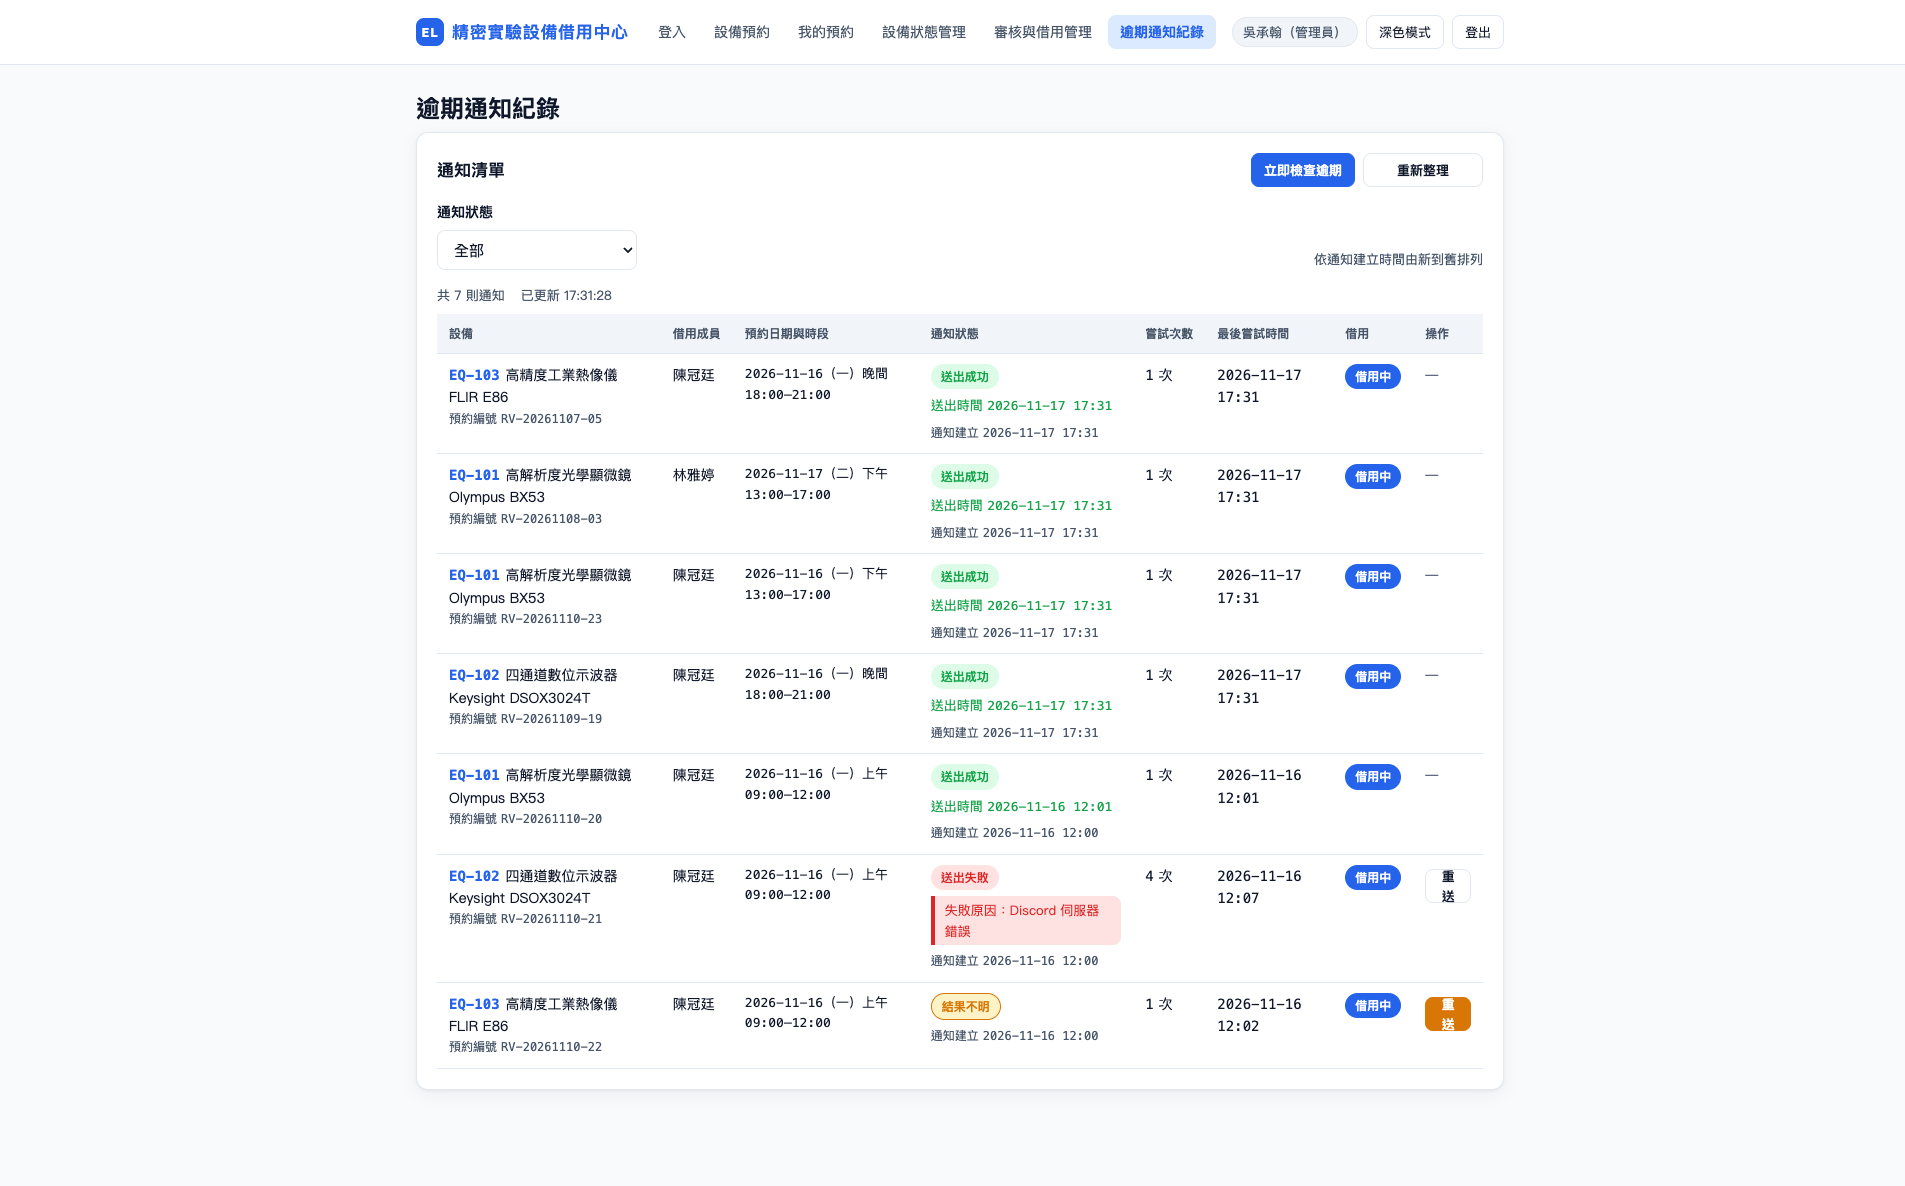 EL 精密實驗設備借用中心 登入 設備預約 我的預約 設備狀態管理 審核與借用管理 逾期通知紀錄 吳承翰（管理員） 深色模式 登出
逾期通知紀錄
通知清單 立即檢查逾期 重新整理
通知狀態
全部
依通知建立時間由新到舊排列
共 7 則通知 已更新 17:31:28
設備 借用成員 預約日期與時段 通知狀態 嘗試次數 最後嘗試時間 借用 操作
EQ-103 高精度工業熱像儀 陳冠廷 2026-11-16（一）晚間 送出成功 1 次 2026-11-17 借用中 —
FLIR E86 18:00–21:00 送出時間 2026-11-17 17:31 17:31
預約編號 RV-20261107-05 通知建立 2026-11-17 17:31
EQ-101 高解析度光學顯微鏡 林雅婷 2026-11-17（二）下午 送出成功 1 次 2026-11-17 借用中 —
Olympus BX53 13:00–17:00 送出時間 2026-11-17 17:31 17:31
預約編號 RV-20261108-03 通知建立 2026-11-17 17:31
EQ-101 高解析度光學顯微鏡 陳冠廷 2026-11-16（一）下午 送出成功 1 次 2026-11-17 借用中 —
Olympus BX53 13:00–17:00 送出時間 2026-11-17 17:31 17:31
預約編號 RV-20261110-23 通知建立 2026-11-17 17:31
EQ-102 四通道數位示波器 陳冠廷 2026-11-16（一）晚間 送出成功 1 次 2026-11-17 借用中 —
Keysight DSOX3024T 18:00–21:00 送出時間 2026-11-17 17:31 17:31
預約編號 RV-20261109-19 通知建立 2026-11-17 17:31
EQ-101 高解析度光學顯微鏡 陳冠廷 2026-11-16（一）上午 送出成功 1 次 2026-11-16 借用中 —
Olympus BX53 09:00–12:00 送出時間 2026-11-16 12:01 12:01
預約編號 RV-20261110-20 通知建立 2026-11-16 12:00
EQ-102 四通道數位示波器 陳冠廷 2026-11-16（一）上午 送出失敗 4 次 2026-11-16 借用中 重送
Keysight DSOX3024T 09:00–12:00 失敗原因：Discord 伺服器 12:07
錯誤
預約編號 RV-20261110-21 通知建立 2026-11-16 12:00
EQ-103 高精度工業熱像儀 陳冠廷 2026-11-16（一）上午 結果不明 1 次 2026-11-16 借用中 重送
FLIR E86 09:00–12:00 通知建立 2026-11-16 12:00 12:02
預約編號 RV-20261110-22